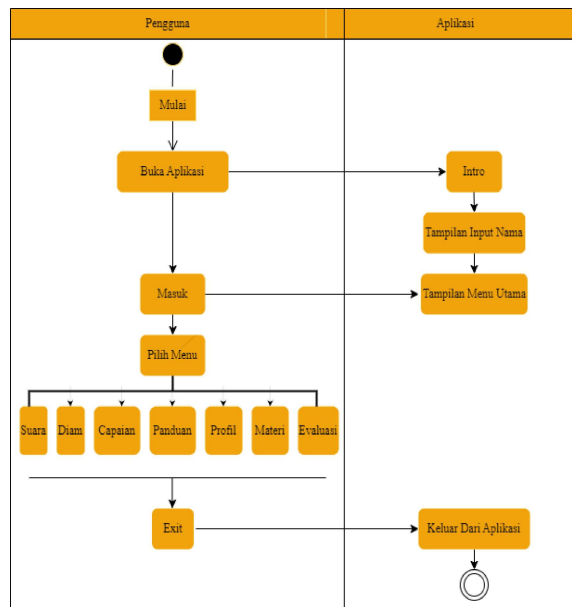 Pengguna
Aplikasi
Mulai
Buka Aplikasi
Intro
Tampilan Input Nama
Masuk
Tampilan Menu Utama
Pilih Menu
Suara
Diam
Capaian
Panduan
Profil
Materi
Evaluasi
Exit
Keluar Dari Aplikasi